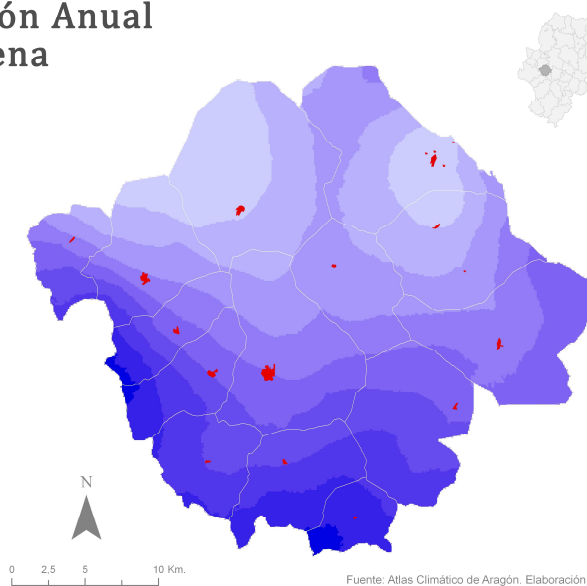 ón Anual
ena
N
0 2,5 5 10 Km.
Fuente: Atlas Climático de Aragón. Elaboración